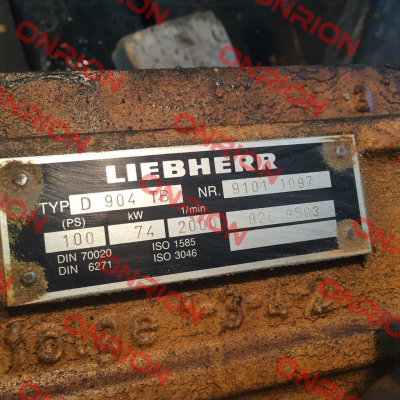 LIEBHERR
TYP D 904 TB NR. 9101 1097
(PS) kW 1/min
100 74 2000 926 9503
DIN 70020 ISO 1585
DIN 6271 ISO 3046
ONRION